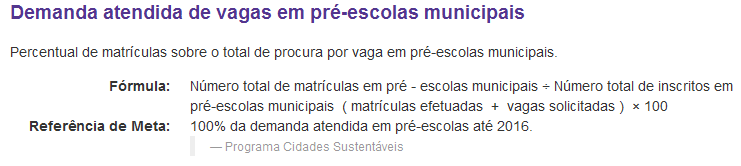 Demanda atendida de vagas em pré-escolas municipais
Percentual de matrículas sobre o total de procura por vaga em pré-escolas municipais.
Fórmula: Número total de matrículas em pré - escolas municipais ÷ Número total de inscritos em
pré-escolas municipais ( matrículas efetuadas + vagas solicitadas ) × 100
Referência de Meta: 100% da demanda atendida em pré-escolas até 2016.
— Programa Cidades Sustentáveis